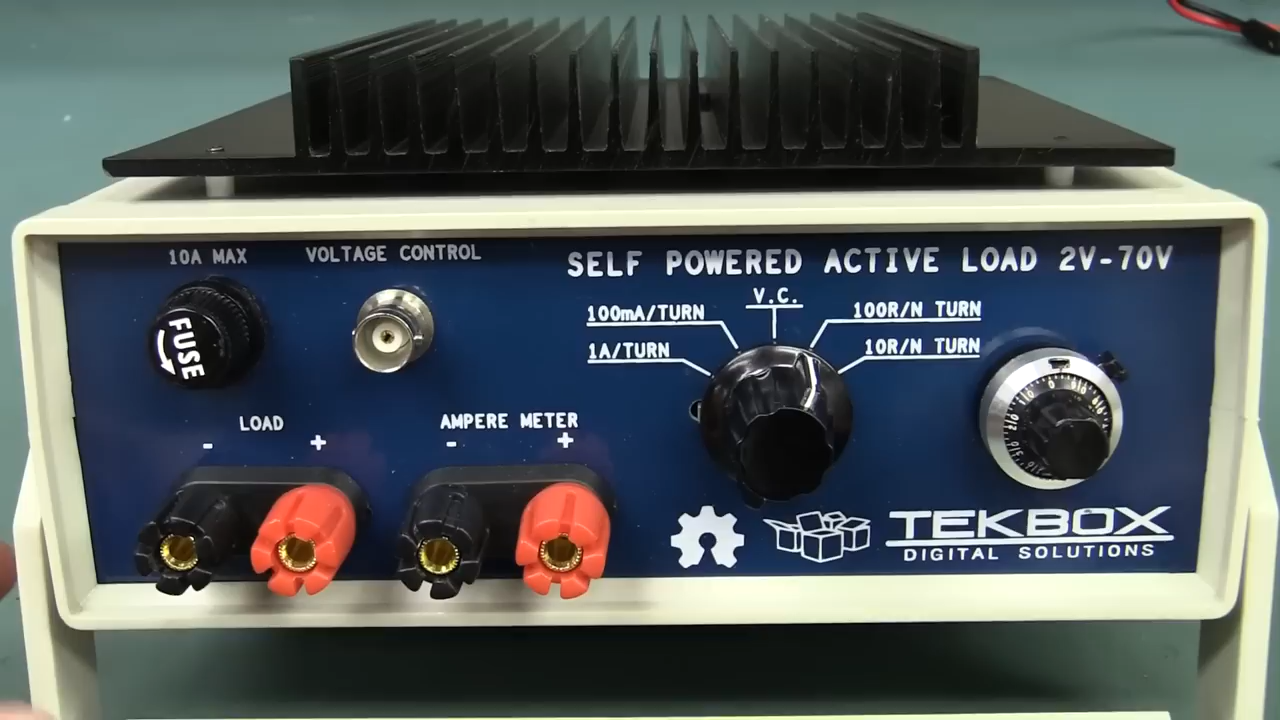 10A MAX
VOLTAGE CONTROL
SELF POWERED ACTIVE LOAD 2V-70V
V.C.
100mA/TURN
100R/N TURN
1A/TURN
10R/N TURN
FUSE
LOAD
- +
AMPERE METER
- +
TEKBOX
DIGITAL SOLUTIONS